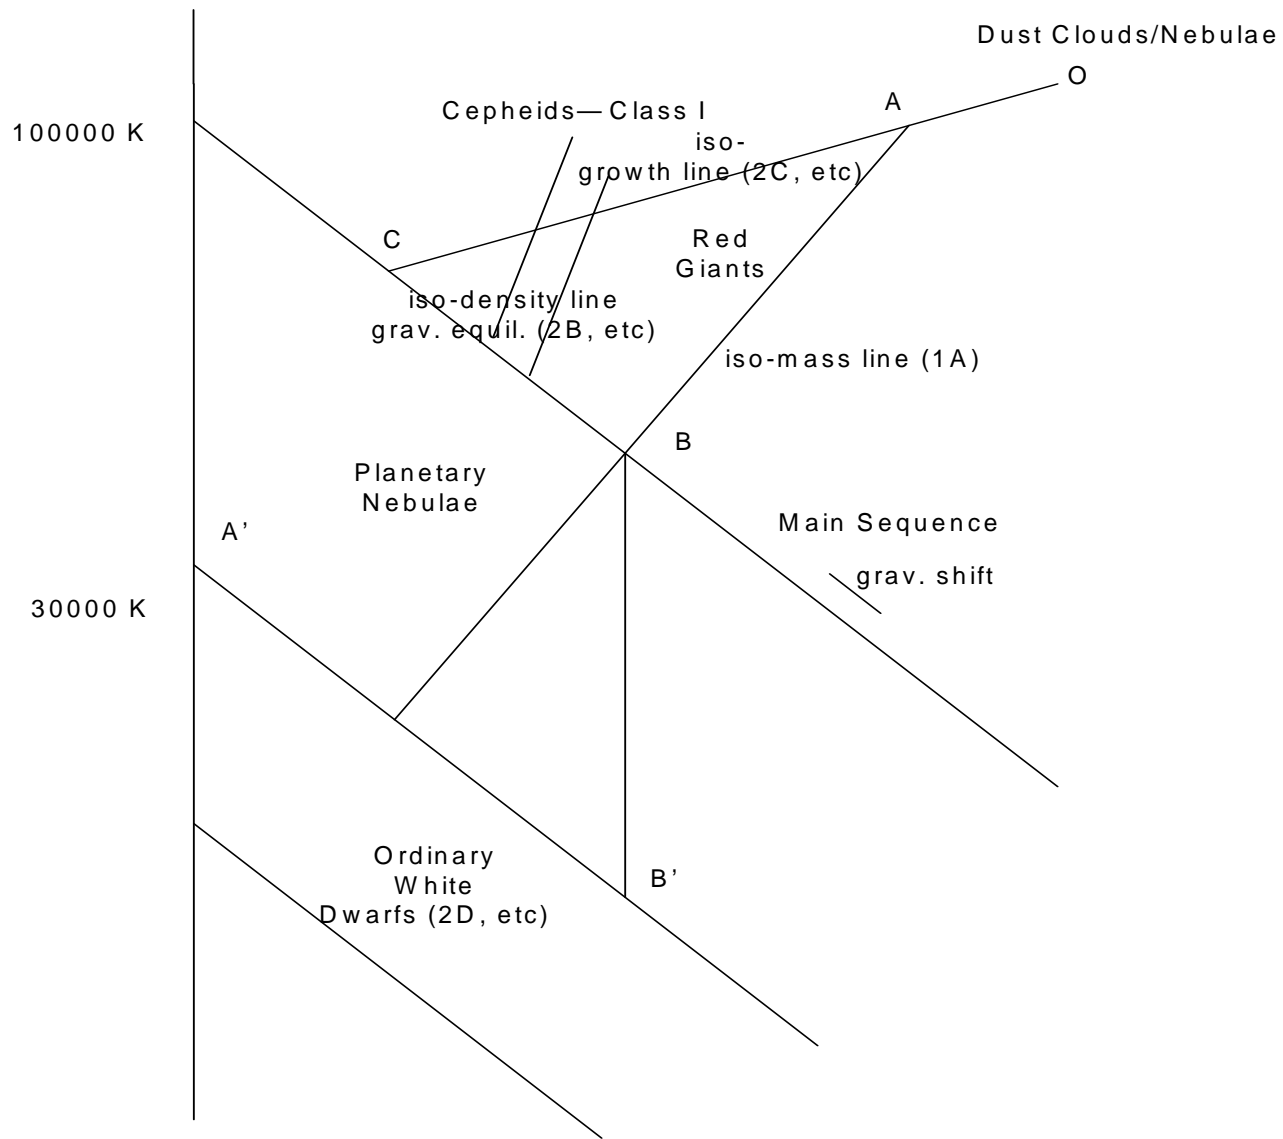 Dust Clouds/Nebulae
O
A
Cepheids—Class I
100000 K
iso-
growth line (2C, etc)
C
Red
Giants
iso-density line
grav. equil. (2B, etc)
iso-mass line (1A)
B
Planetary
Nebulae
A’
Main Sequence
grav. shift
30000 K
Ordinary
White
Dwarfs (2D, etc)
B’